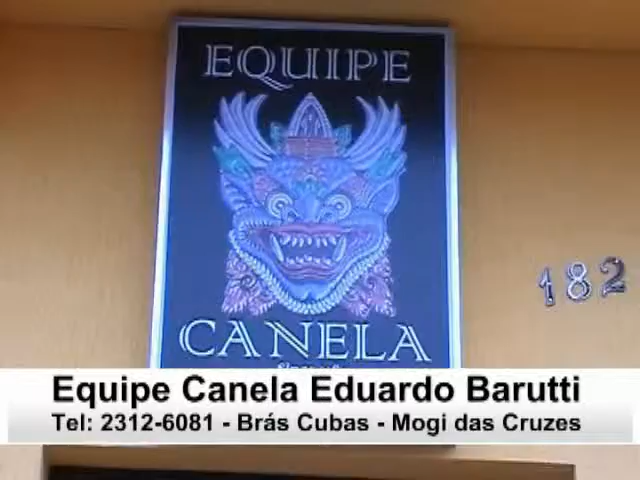 EQUIPE
CANELA
182
Equipe Canela Eduardo Barutti
Tel: 2312-6081 - Brás Cubas - Mogi das Cruzes